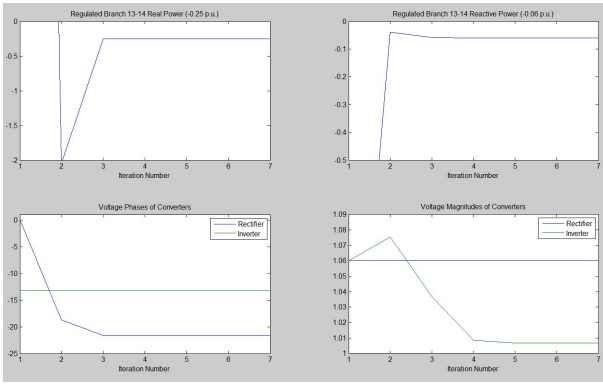 Regulated Branch 13-14 Real Power (-0.25 p.u.)
0
-0.5
-1
-1.5
-2
1 2 3 4 5 6 7
Iteration Number
Regulated Branch 13-14 Reactive Power (-0.06 p.u.)
0
-0.1
-0.2
-0.3
-0.4
-0.5
1 2 3 4 5 6 7
Iteration Number
Voltage Phases of Converters
0
-5
-10
-15
-20
-25
Rectifier
Inverter
1 2 3 4 5 6 7
Iteration Number
Voltage Magnitudes of Converters
1.09
1.08
1.07
1.06
1.05
1.04
1.03
1.02
1.01
1
Rectifier
Inverter
1 2 3 4 5 6 7
Iteration Number